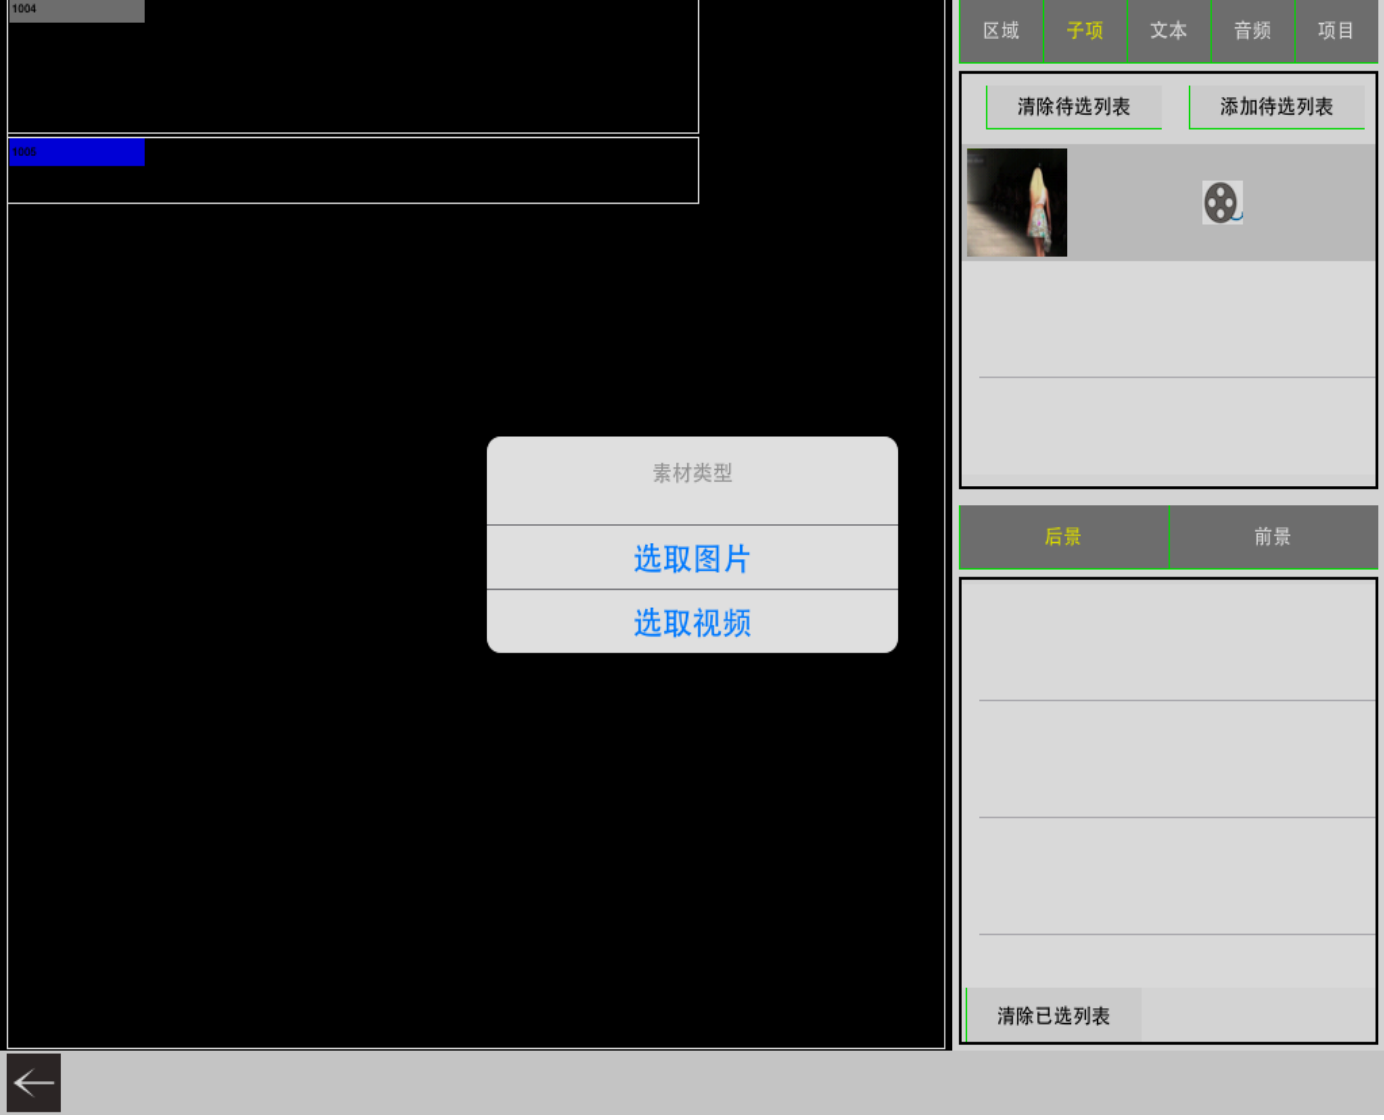 1004
区域 子项 文本 音频 项目
清除待选列表 添加待选列表
1005
素材类型
选取图片
选取视频
后景 前景
清除已选列表